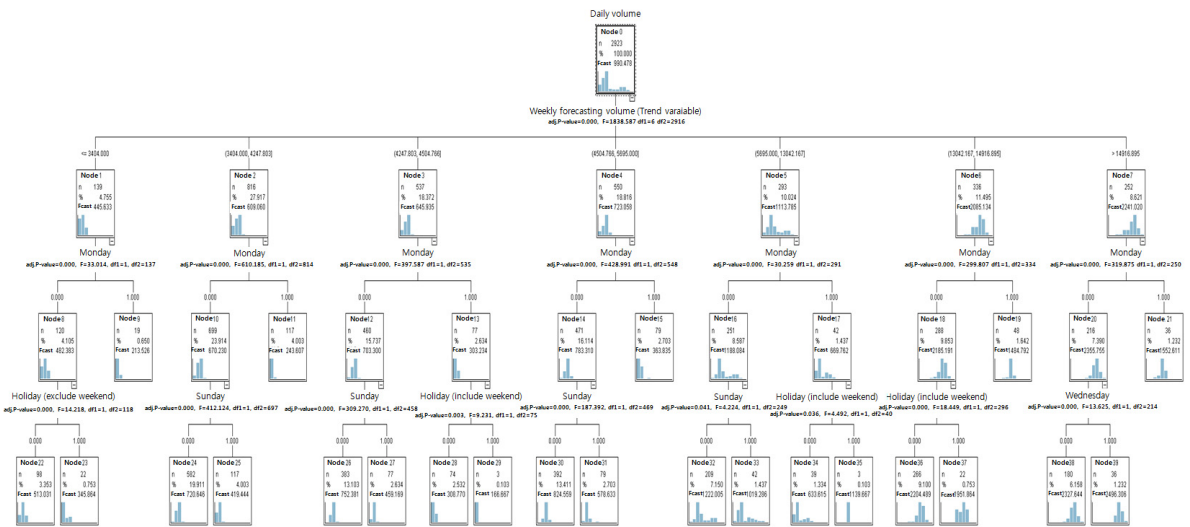 Daily volume
Node 0
n 2923
% 100.000
Fcast 990.478
Weekly forecasting volume (Trend varaiable)
adj.P-value=0.000, F=1838.587 df1=6 df2=2916
<= 3404.000 (3404.000, 4247.803] (4247.803, 4504.766] (4504.766, 5695.000] (5695.000, 13042.167] (13042.167, 14916.895] > 14916.895
Node 1 Node 2 Node 3 Node 4 Node 5 Node 6 Node 7
n 139 n 816 n 537 n 550 n 293 n 336 n 252
% 4.755 % 27.917 % 18.372 % 18.816 % 10.024 % 11.495 % 8.621
Fcast 445.633 Fcast 609.060 Fcast 645.935 Fcast 723.058 Fcast 1113.785 Fcast 2085.134 Fcast 2241.020
Monday Monday Monday Monday Monday Monday Monday
adj.P-value=0.000, F=33.014, df1=1, df2=137 adj.P-value=0.000, F=610.185, df1=1, df2=814 adj.P-value=0.000, F=397.587 df1=1, df2=535 adj.P-value=0.000, F=428.991 df1=1, df2=548 adj.P-value=0.000, F=30.259 df1=1, df2=291 adj.P-value=0.000, F=299.807 df1=1, df2=334 adj.P-value=0.000, F=319.875 df1=1, df2=250
0.000 1.000 0.000 1.000 0.000 1.000 0.000 1.000 0.000 1.000 0.000 1.000 0.000 1.000
Node 8 Node 9 Node 10 Node 11 Node 12 Node 13 Node 14 Node 15 Node 16 Node 17 Node 18 Node 19 Node 20 Node 21
n 120 n 19 n 699 n 117 n 460 n 77 n 471 n 79 n 251 n 42 n 288 n 48 n 216 n 36
% 4.105 % 0.650 % 23.914 % 4.003 % 15.737 % 2.634 % 16.114 % 2.703 % 8.587 % 1.437 % 9.853 % 1.642 % 7.390 % 1.232
Fcast 482.383 Fcast 213.526 Fcast 670.230 Fcast 243.607 Fcast 703.300 Fcast 303.234 Fcast 783.310 Fcast 363.835 Fcast 1188.084 Fcast 669.762 Fcast 2185.191 Fcast 1484.792 Fcast 2355.755 Fcast 1552.611
Holiday (exclude weekend) Sunday Sunday Holiday (include weekend) Sunday Sunday Holiday (include weekend) Holiday (include weekend) Wednesday
adj.P-value=0.000, F=14.218, df1=1, df2=118 adj.P-value=0.000, F=412.124, df1=1, df2=697 adj.P-value=0.000, F=309.270, df1=1, df2=458 adj.P-value=0.003, F=9.231, df1=1, df2=75 adj.P-value=0.000, F=187.392, df1=1, df2=469 adj.P-value=0.041, F=4.224, df1=1, df2=249 adj.P-value=0.036, F=4.492, df1=1, df2=40 adj.P-value=0.000, F=18.449, df1=1, df2=296 adj.P-value=0.000, F=13.625, df1=1, df2=214
0.000 1.000 0.000 1.000 0.000 1.000 0.000 1.000 0.000 1.000 0.000 1.000 0.000 1.000 0.000 1.000 0.000 1.000
Node 22 Node 23 Node 24 Node 25 Node 26 Node 27 Node 28 Node 29 Node 30 Node 31 Node 32 Node 33 Node 34 Node 35 Node 36 Node 37 Node 38 Node 39
n 98 n 22 n 582 n 117 n 383 n 77 n 74 n 3 n 392 n 79 n 209 n 42 n 39 n 3 n 266 n 22 n 180 n 36
% 3.353 % 0.753 % 19.911 % 4.003 % 13.103 % 2.634 % 2.532 % 0.103 % 13.411 % 2.703 % 7.150 % 1.437 % 1.334 % 0.103 % 9.100 % 0.753 % 6.158 % 1.232
Fcast 513.031 Fcast 345.864 Fcast 720.646 Fcast 419.444 Fcast 752.381 Fcast 459.169 Fcast 308.770 Fcast 166.667 Fcast 824.559 Fcast 578.633 Fcast 1222.005 Fcast 1019.286 Fcast 633.615 Fcast 1139.667 Fcast 2204.489 Fcast 1951.864 Fcast 2327.644 Fcast 2496.306